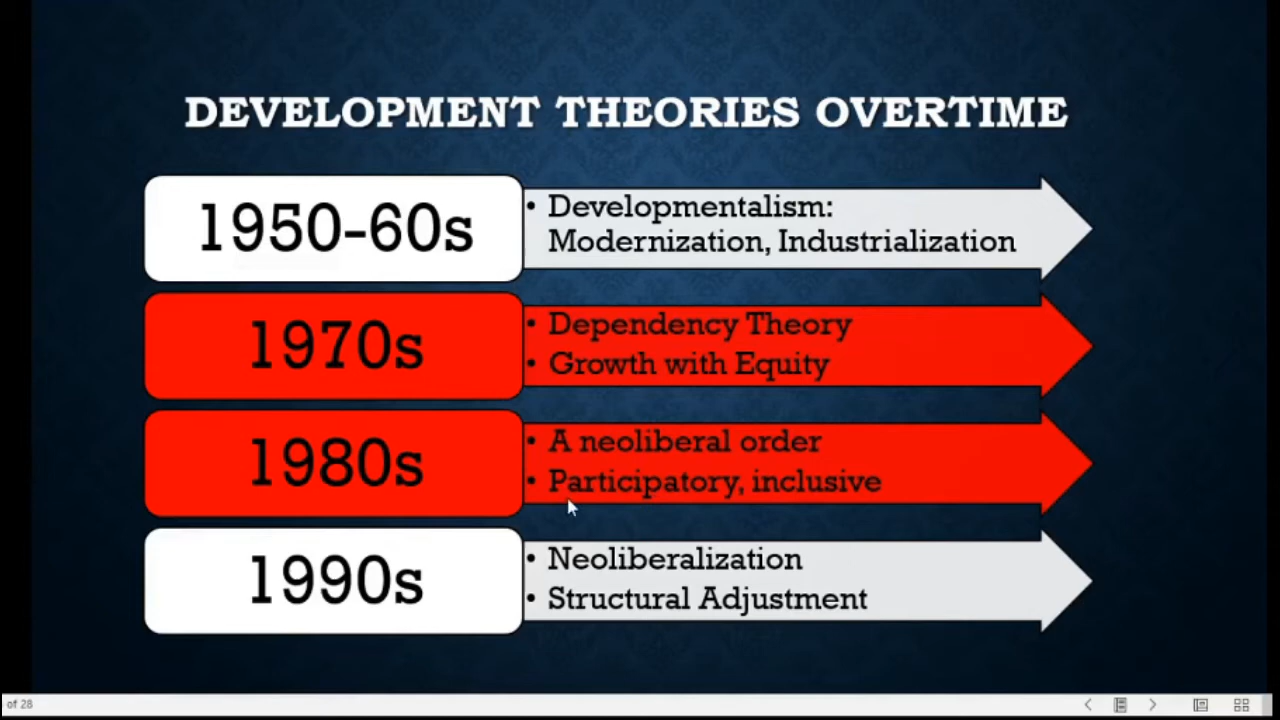 DEVELOPMENT THEORIES OVERTIME
1950-60s
• Developmentalism:
Modernization, Industrialization
1970s
• Dependency Theory
• Growth with Equity
1980s
• A neoliberal order
• Participatory, inclusive
1990s
• Neoliberalization
• Structural Adjustment
of 28